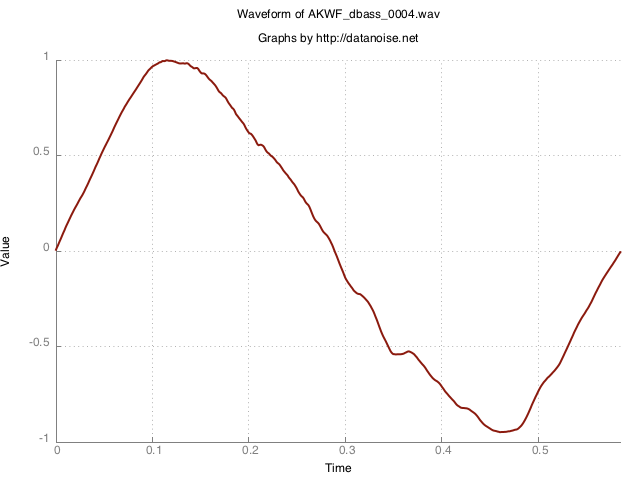 Waveform of AKWF_dbass_0004.wav
Graphs by http://datanoise.net
1
0.5
0
-0.5
-1
Value
0 0.1 0.2 0.3 0.4 0.5
Time